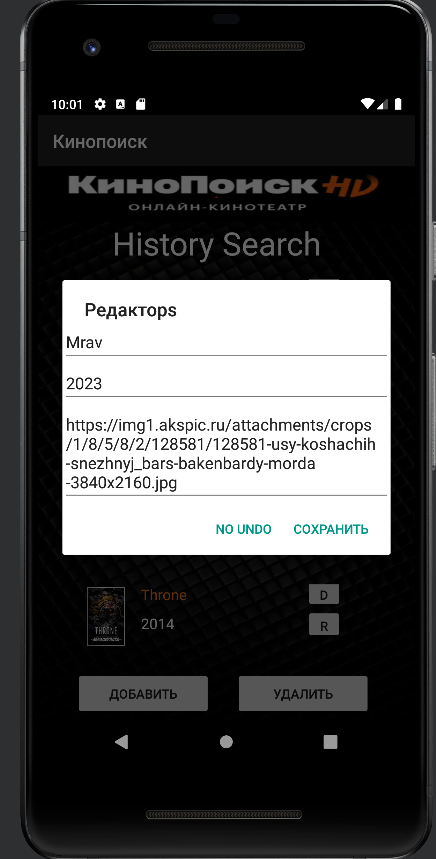 10:01
Кинопоиск
КиноПоиск HD
ОНЛАЙН-КИНОТЕАТР
History Search
Редакторs
Mrav
2023
https://img1.akspic.ru/attachments/crops
/1/8/5/8/2/128581/128581-usy-koshachih
-snezhnyj_bars-bakenbardy-morda
-3840x2160.jpg
NO UNDO СОХРАНИТЬ
THRONE
Throne
D
2014
R
ДОБАВИТЬ УДАЛИТЬ